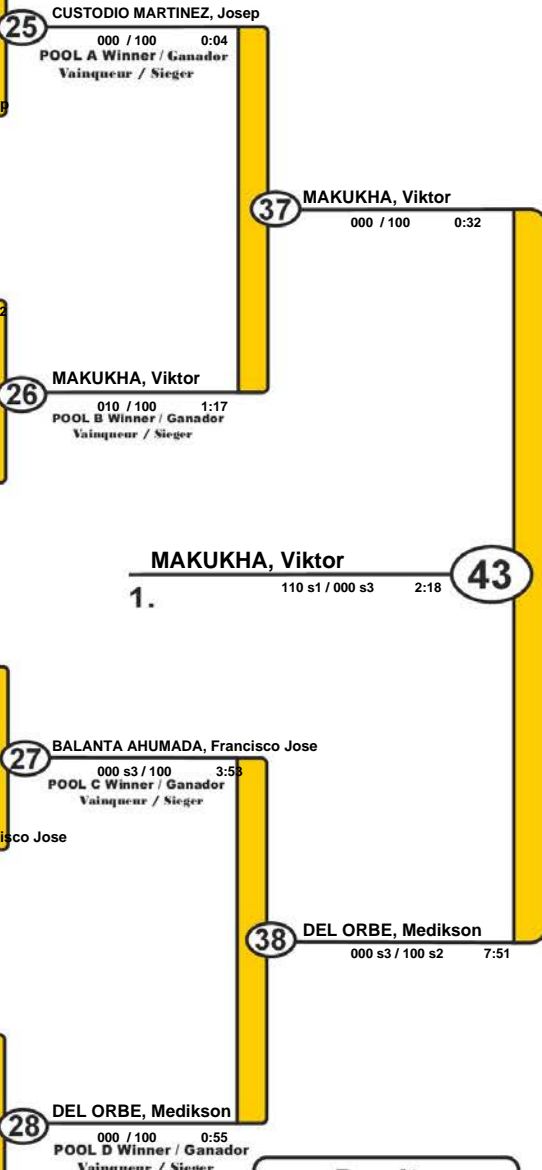 CUSTODIO MARTINEZ, Josep
25
000 / 100 0:04
POOL A Winner / Ganador
Vainqueur / Sieger
p
MAKUKHA, Viktor
37
000 / 100 0:32
2
MAKUKHA, Viktor
26
010 / 100 1:17
POOL B Winner / Ganador
Vainqueur / Sieger
MAKUKHA, Viktor
43
110 s1 / 000 s3 2:18
1.
BALANTA AHUMADA, Francisco Jose
27
000 s3 / 100 3:53
POOL C Winner / Ganador
Vainqueur / Sieger
isco Jose
DEL ORBE, Medikson
38
000 s3 / 100 s2 7:51
DEL ORBE, Medikson
28
000 / 100 0:55
POOL D Winner / Ganador
Vainqueur / Sieger